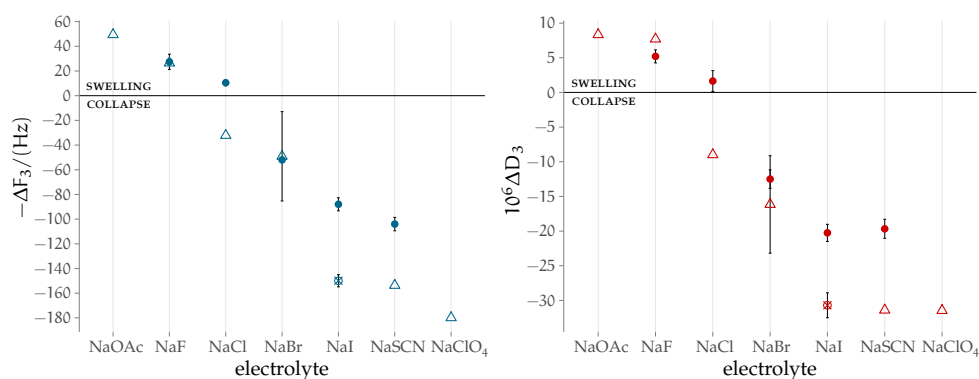 60
40
20
0
−20
−40
−60
−80
−100
−120
−140
−160
−180
−ΔF₃/(Hz)
SWELLING
COLLAPSE
NaOAc NaF NaCl NaBr NaI NaSCN NaClO₄
electrolyte
10
5
0
−5
−10
−15
−20
−25
−30
10⁶ΔD₃
SWELLING
COLLAPSE
NaOAc NaF NaCl NaBr NaI NaSCN NaClO₄
electrolyte